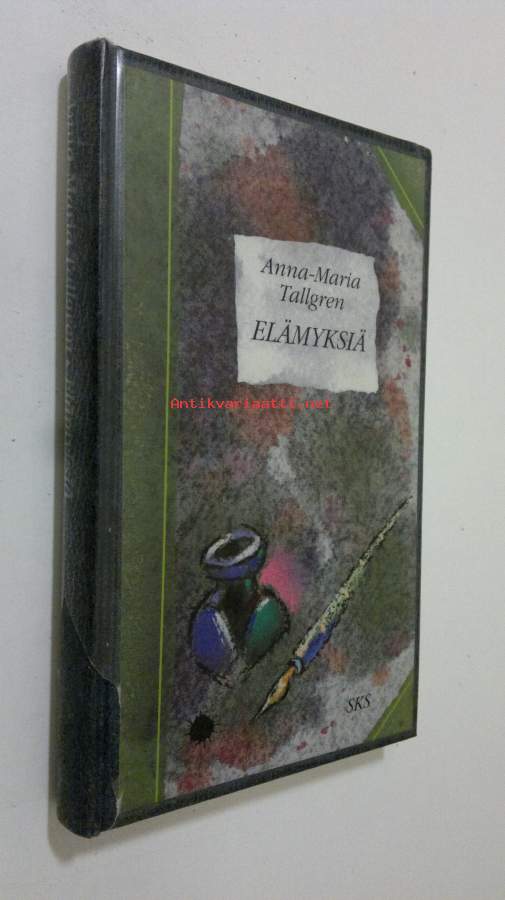 Anna-Maria
Tallgren
ELÄMYKSIÄ
Antikvariaatti.net
SKS